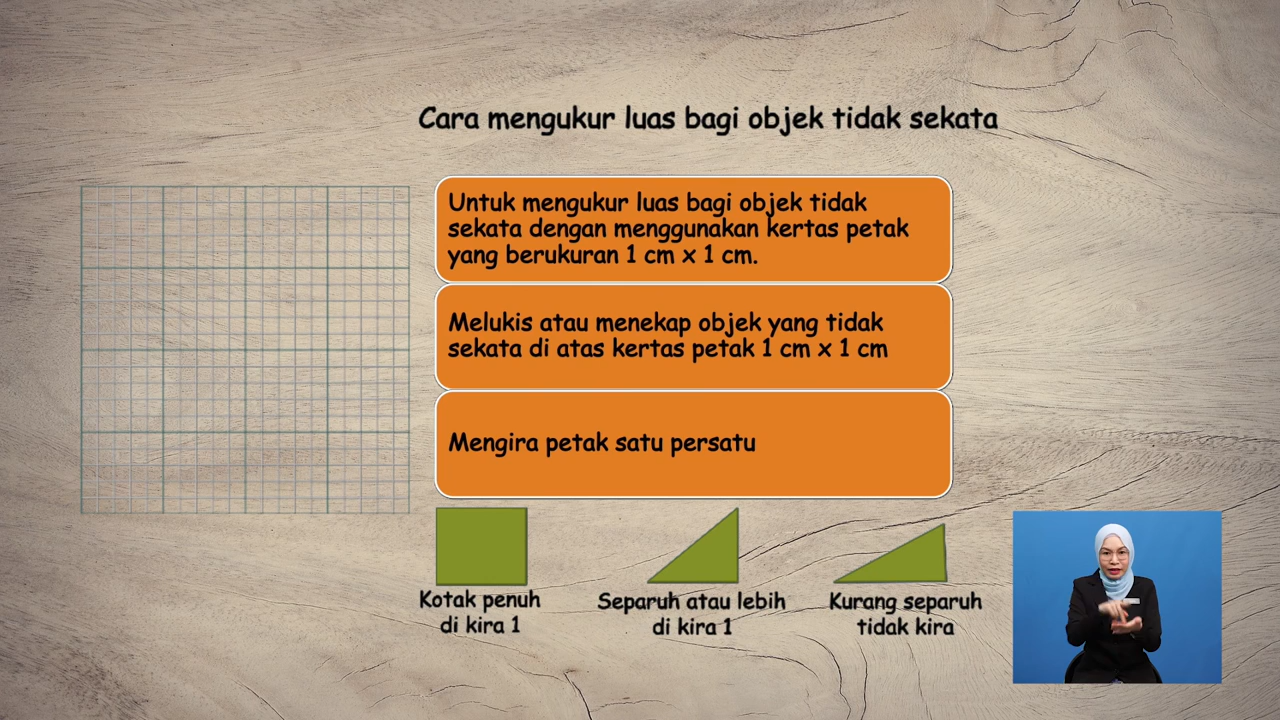 Cara mengukur luas bagi objek tidak sekata
Untuk mengukur luas bagi objek tidak
sekata dengan menggunakan kertas petak
yang berukuran 1 cm x 1 cm.
Melukis atau menekap objek yang tidak
sekata di atas kertas petak 1 cm x 1 cm
Mengira petak satu persatu
Kotak penuh
di kira 1
Separuh atau lebih
di kira 1
Kurang separuh
tidak kira